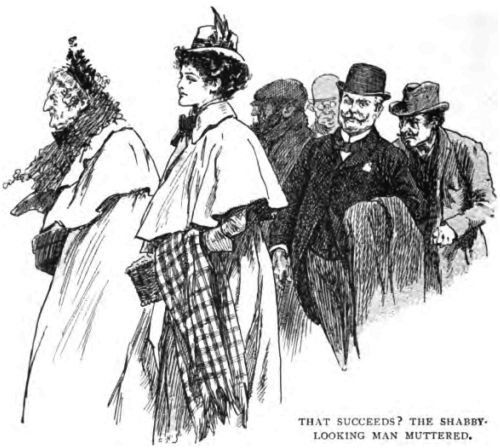 THAT SUCCEEDS? THE SHABBY-
LOOKING MAN MUTTERED.